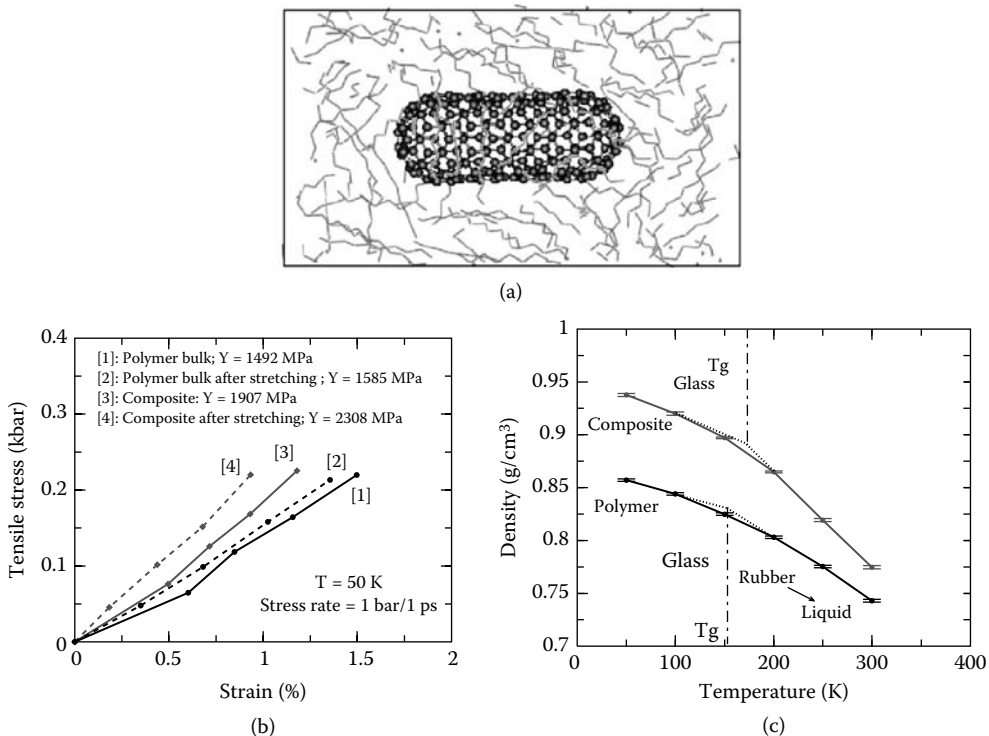 (a)
0.4
0.3
0.2
0.1
0
Tensile stress (kbar)
[1]: Polymer bulk; Y = 1492 MPa
[2]: Polymer bulk after stretching ; Y = 1585 MPa
[3]: Composite: Y = 1907 MPa
[4]: Composite after stretching; Y = 2308 MPa
[4]
[3]
[2]
[1]
T = 50 K
Stress rate = 1 bar/1 ps
0
0.5
1
1.5
2
Strain (%)
(b)
1
0.95
0.9
0.85
0.8
0.75
0.7
Density (g/cm³)
Tg
Glass
Composite
Polymer
Glass
Rubber
Liquid
Tg
0
100
200
300
400
Temperature (K)
(c)